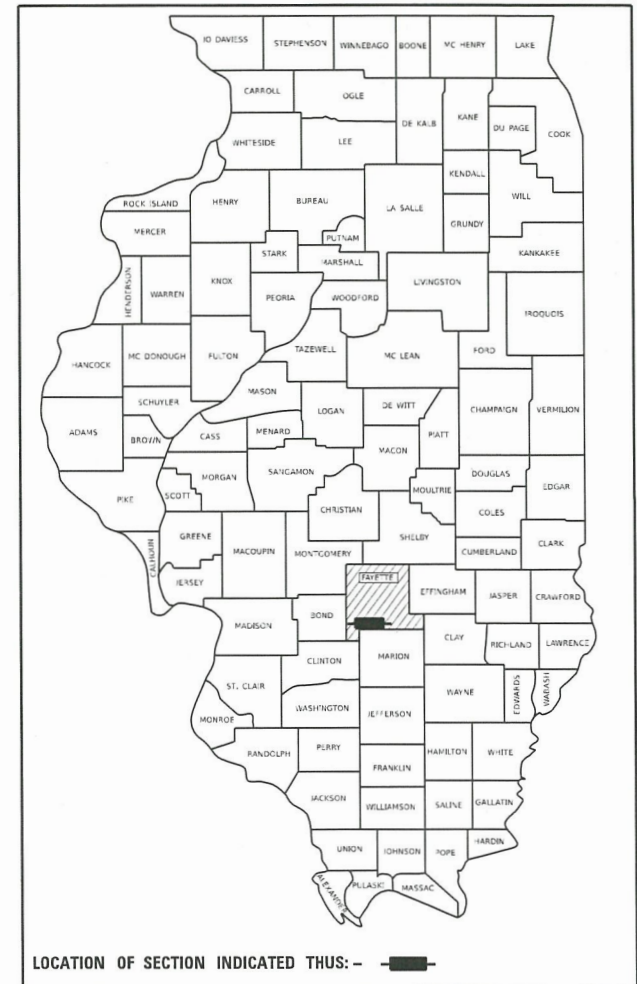 JO DAVIESS STEPHENSON WINNEBAGO BOONE MC HENRY LAKE
CARROLL OGLE
DE KALB KANE DU PAGE COOK
WHITESIDE LEE
KENDALL
ROCK ISLAND HENRY BUREAU LA SALLE WILL
MERCER GRUNDY
PUTNAM
STARK MARSHALL KANKAKEE
HENDERSON WARREN KNOX PEORIA WOODFORD LIVINGSTON
IROQUOIS
HANCOCK MC DONOUGH FULTON TAZEWELL MC LEAN FORD
MASON
SCHUYLER LOGAN DE WITT CHAMPAIGN VERMILION
ADAMS BROWN CASS MENARD PIATT
MACON
PIKE SCOTT MORGAN SANGAMON MOULTRIE DOUGLAS EDGAR
CHRISTIAN COLES
GREENE SHELBY
CALHOUN MACOUPIN MONTGOMERY CUMBERLAND CLARK
JERSEY FAYETTE EFFINGHAM JASPER CRAWFORD
MADISON BOND
CLAY RICHLAND LAWRENCE
CLINTON MARION
ST. CLAIR WAYNE EDWARDS WABASH
WASHINGTON JEFFERSON
MONROE
RANDOLPH PERRY HAMILTON WHITE
FRANKLIN
JACKSON WILLIAMSON SALINE GALLATIN
UNION JOHNSON POPE HARDIN
ALEXANDER PULASKI MASSAC
LOCATION OF SECTION INDICATED THUS: –